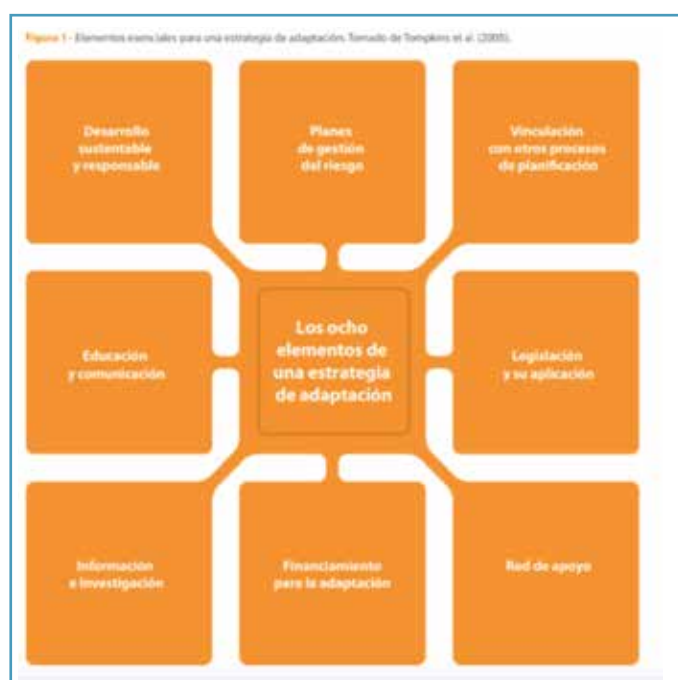 Figura 1 - Elementos esenciales para una estrategia de adaptación. Tomado de Tompkins et al. (2005).
Desarrollo
sustentable
y responsable
Planes
de gestión
del riesgo
Vinculación
con otros procesos
de planificación
Educación
y comunicación
Los ocho
elementos de
una estrategia
de adaptación
Legislación
y su aplicación
Información
e investigación
Financiamiento
para la adaptación
Red de apoyo